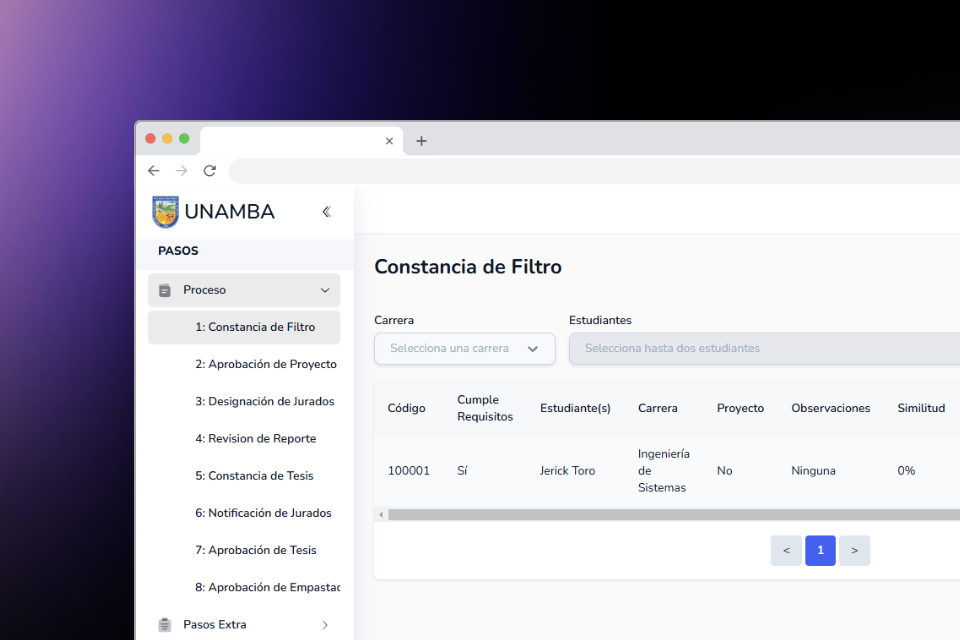 UNAMBA
PASOS
Proceso
1: Constancia de Filtro
2: Aprobación de Proyecto
3: Designación de Jurados
4: Revision de Reporte
5: Constancia de Tesis
6: Notificación de Jurados
7: Aprobación de Tesis
8: Aprobación de Empastac
Pasos Extra
Constancia de Filtro
Carrera
Estudiantes
Selecciona una carrera
Selecciona hasta dos estudiantes
Código
Cumple
Requisitos
Estudiante(s)
Carrera
Proyecto
Observaciones
Similitud
100001
Sí
Jerick Toro
Ingeniería
de
Sistemas
No
Ninguna
0%
< 1 >